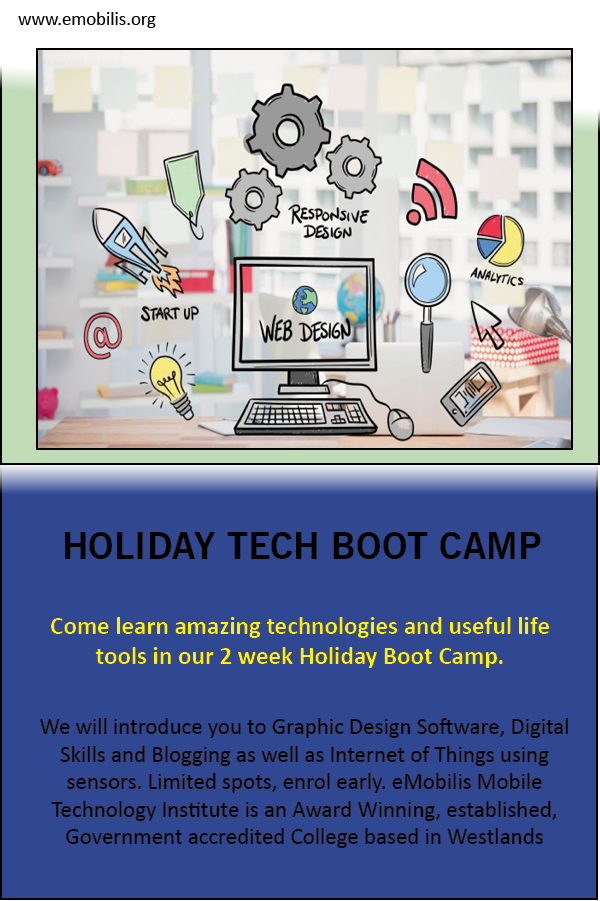 www.emobilis.org
RESPONSIVE
DESIGN
ANALYTICS
START UP
WEB DESIGN
@
HOLIDAY TECH BOOT CAMP
Come learn amazing technologies and useful life
tools in our 2 week Holiday Boot Camp.
We will introduce you to Graphic Design Software, Digital
Skills and Blogging as well as Internet of Things using
sensors. Limited spots, enrol early. eMobilis Mobile
Technology Institute is an Award Winning, established,
Government accredited College based in Westlands